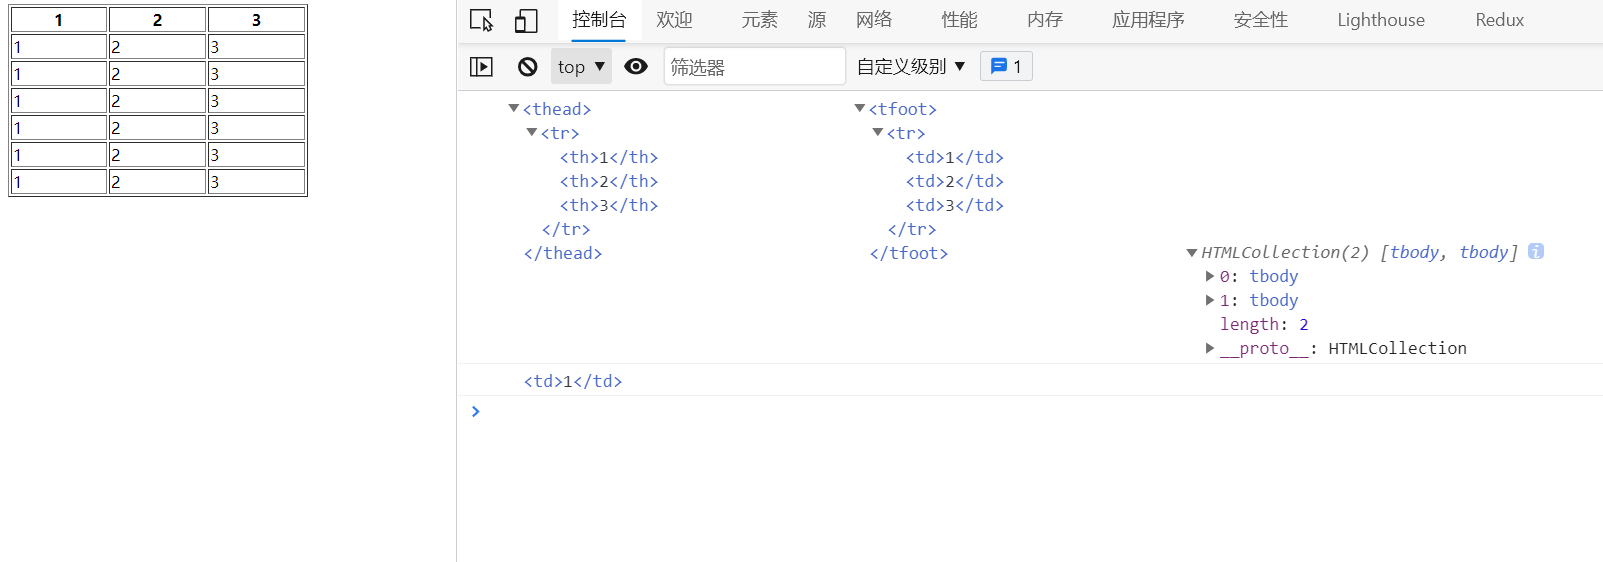 1 2 3
1 2 3
1 2 3
1 2 3
1 2 3
1 2 3
1 2 3
控制台 欢迎 元素 源 网络 性能 内存 应用程序 安全性 Lighthouse Redux
top ▼ 筛选器 自定义级别 ▼ 1
▼<thead> ▼<tfoot>
▼<tr> ▼<tr>
<th>1</th> <td>1</td>
<th>2</th> <td>2</td>
<th>3</th> <td>3</td>
</tr> </tr>
</thead> </tfoot> ▼HTMLCollection(2) [tbody, tbody] i
▶0: tbody
▶1: tbody
length: 2
▶__proto__: HTMLCollection
<td>1</td>
>